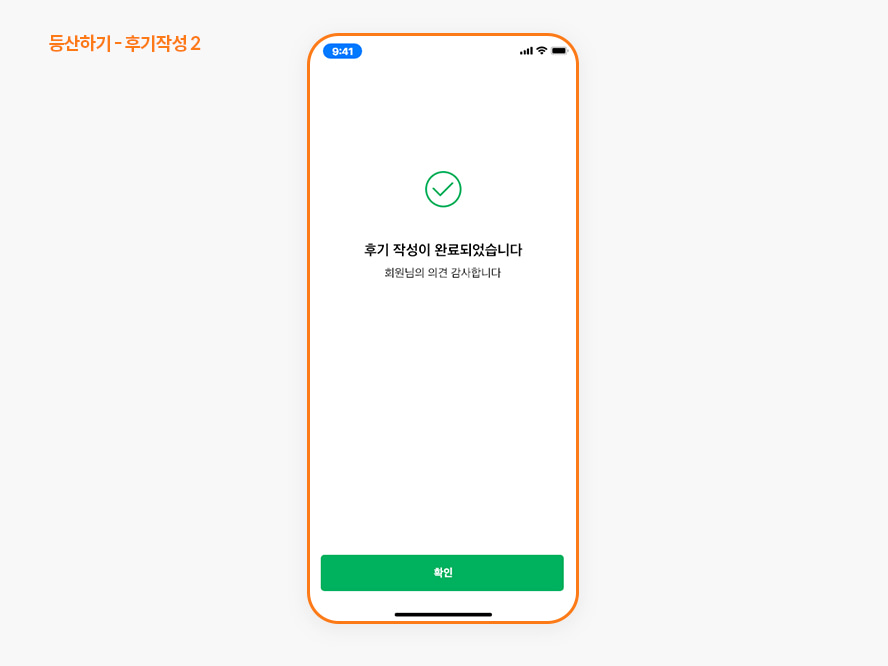 등산하기 - 후기작성 2
9:41
후기 작성이 완료되었습니다
회원님의 의견 감사합니다
확인